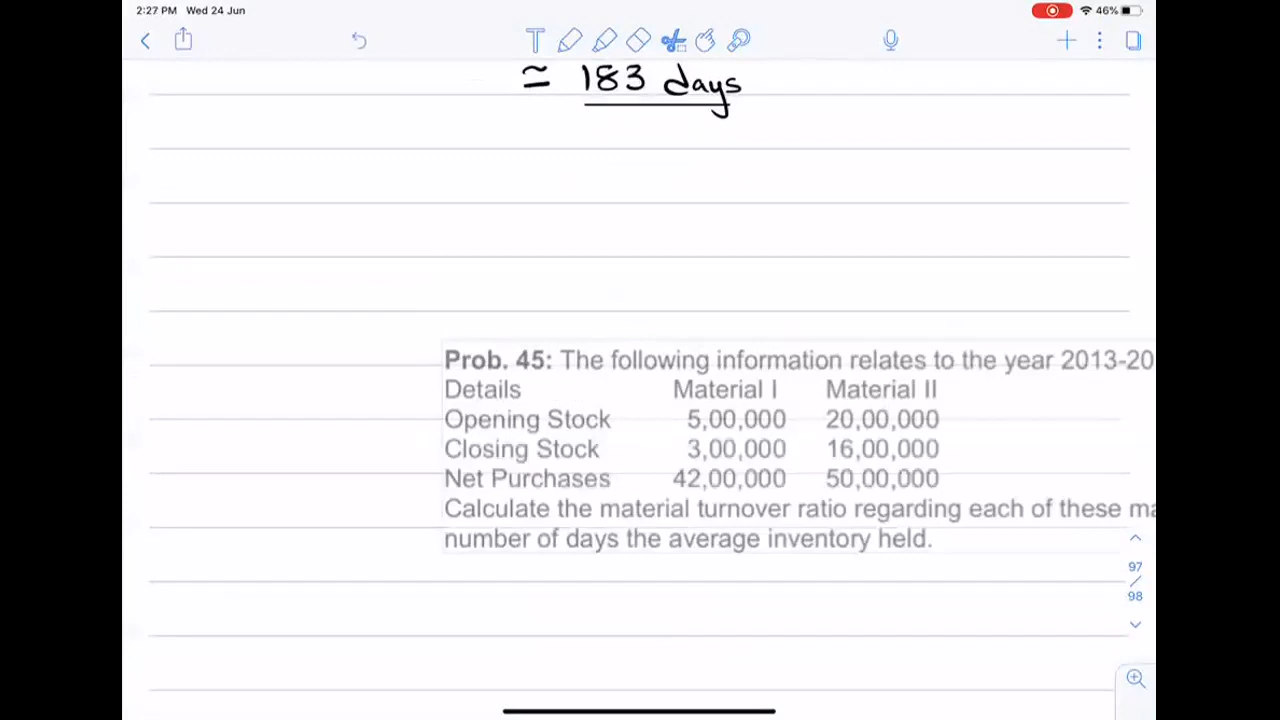 2:27 PM Wed 24 Jun
46%
T
≃ 183 days
Prob. 45: The following information relates to the year 2013-20
Details Material I Material II
Opening Stock 5,00,000 20,00,000
Closing Stock 3,00,000 16,00,000
Net Purchases 42,00,000 50,00,000
Calculate the material turnover ratio regarding each of these ma
number of days the average inventory held.
97
/
98